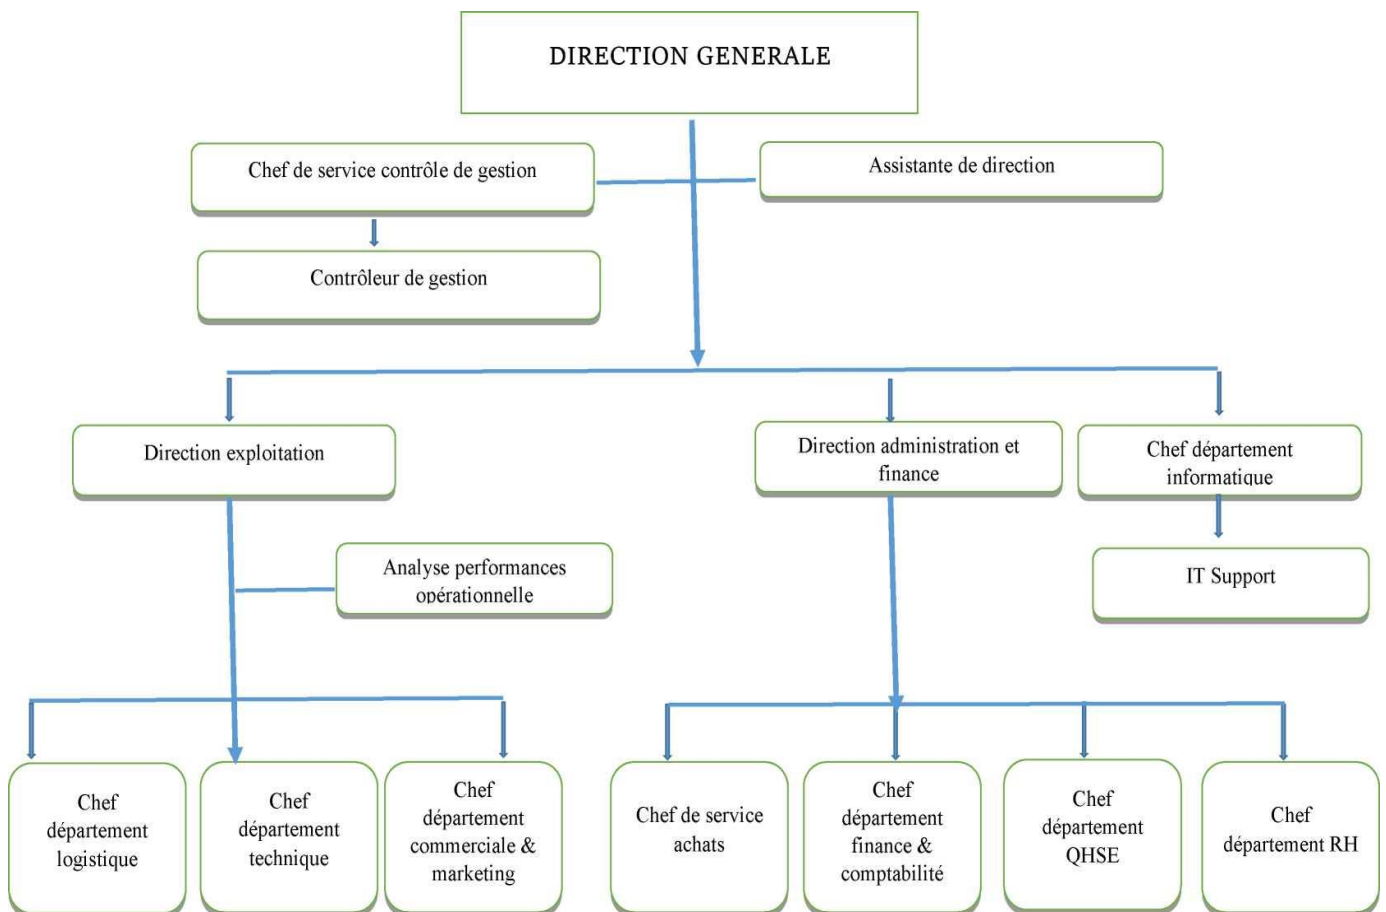 DIRECTION GENERALE
Chef de service contrôle de gestion
Assistante de direction
Contrôleur de gestion
Direction exploitation
Direction administration et
finance
Chef département
informatique
Analyse performances
opérationnelle
IT Support
Chef
département
logistique
Chef
département
technique
Chef
département
commerciale &
marketing
Chef de service
achats
Chef
département
finance &
comptabilité
Chef
département
QHSE
Chef
département RH